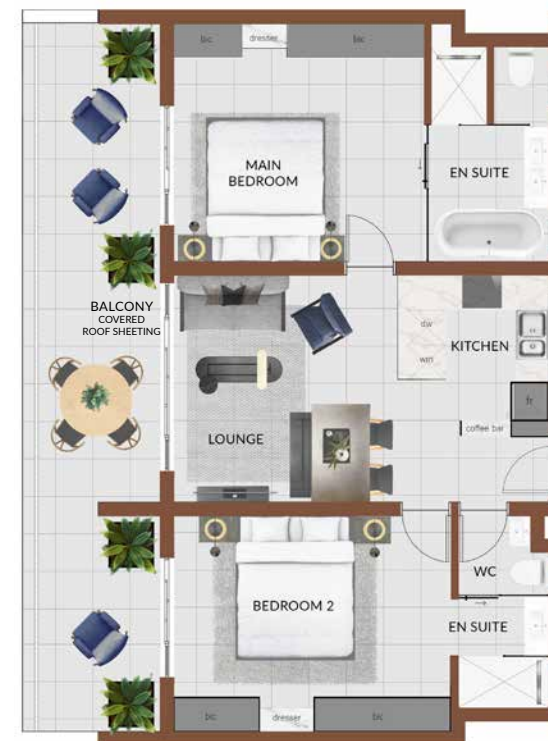 bic
dresser
bic
MAIN
BEDROOM
EN SUITE
BALCONY
COVERED
ROOF SHEETING
dw
wm
KITCHEN
fr
coffee bar
LOUNGE
WC
BEDROOM 2
EN SUITE
bic
dresser
bic